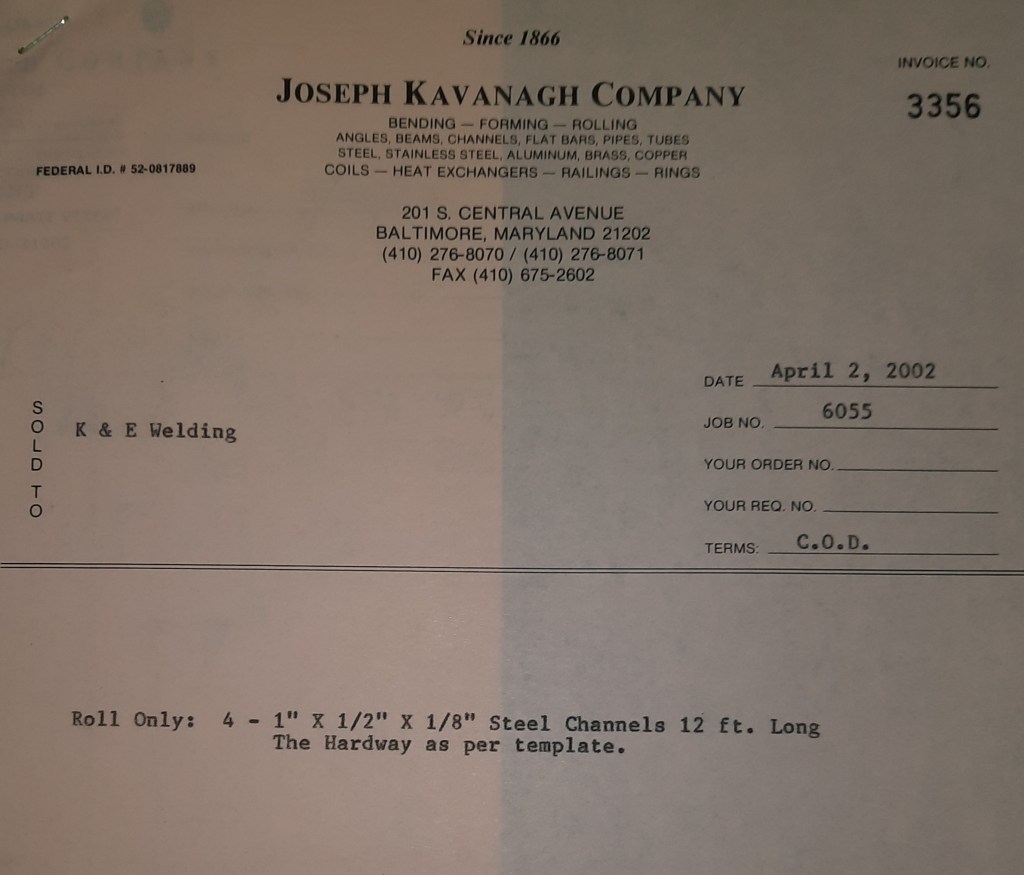 Since 1866
INVOICE NO.
JOSEPH KAVANAGH COMPANY
3356
BENDING — FORMING — ROLLING
ANGLES, BEAMS, CHANNELS, FLAT BARS, PIPES, TUBES
STEEL, STAINLESS STEEL, ALUMINUM, BRASS, COPPER
FEDERAL I.D. # 52-0817889
COILS — HEAT EXCHANGERS — RAILINGS — RINGS
201 S. CENTRAL AVENUE
BALTIMORE, MARYLAND 21202
(410) 276-8070 / (410) 276-8071
FAX (410) 675-2602
DATE April 2, 2002
JOB NO. 6055
SOLD TO
K & E Welding
YOUR ORDER NO.
YOUR REQ. NO.
TERMS: C.O.D.
Roll Only: 4 - 1" X 1/2" X 1/8" Steel Channels 12 ft. Long
The Hardway as per template.